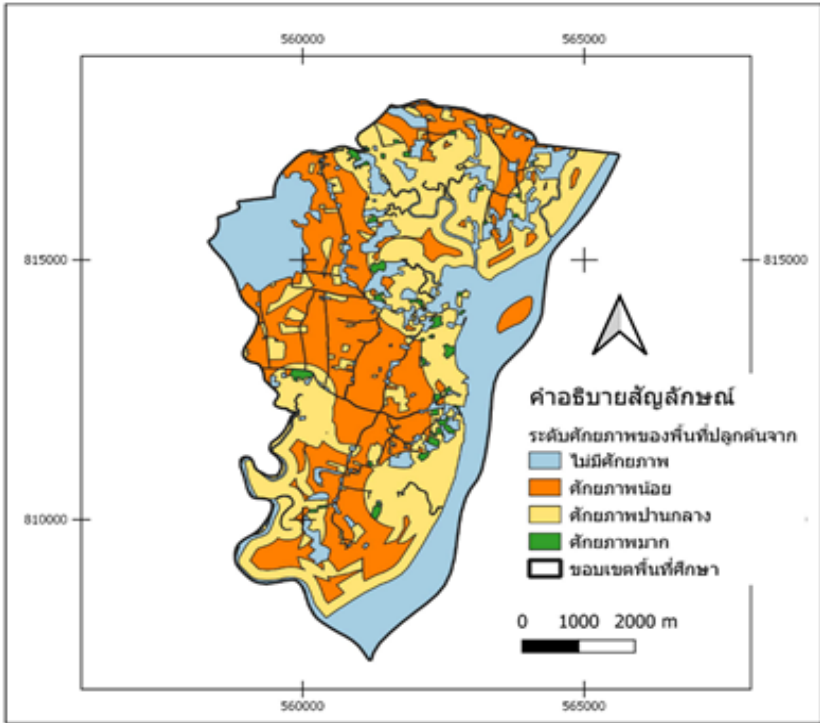 560000 565000
815000 815000
คำอธิบายสัญลักษณ์
ระดับศักยภาพของพื้นที่ปลูกต้นจาก
ไม่มีศักยภาพ
ศักยภาพน้อย
ศักยภาพปานกลาง
810000
ศักยภาพมาก
ขอบเขตพื้นที่ศึกษา
0 1000 2000 m
560000 565000